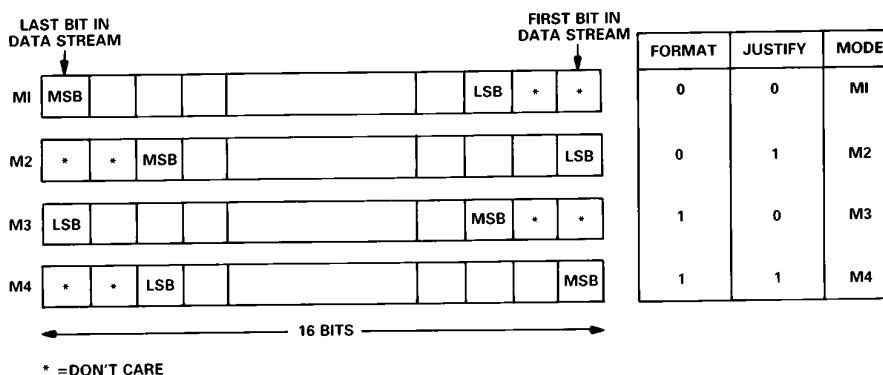 LAST BIT IN
DATA STREAM
FIRST BIT IN
DATA STREAM
FORMAT JUSTIFY MODE
M1 MSB LSB * * 0 0 M1
M2 * * MSB LSB 0 1 M2
M3 LSB MSB * * 1 0 M3
M4 * * LSB MSB 1 1 M4
16 BITS
* =DON'T CARE